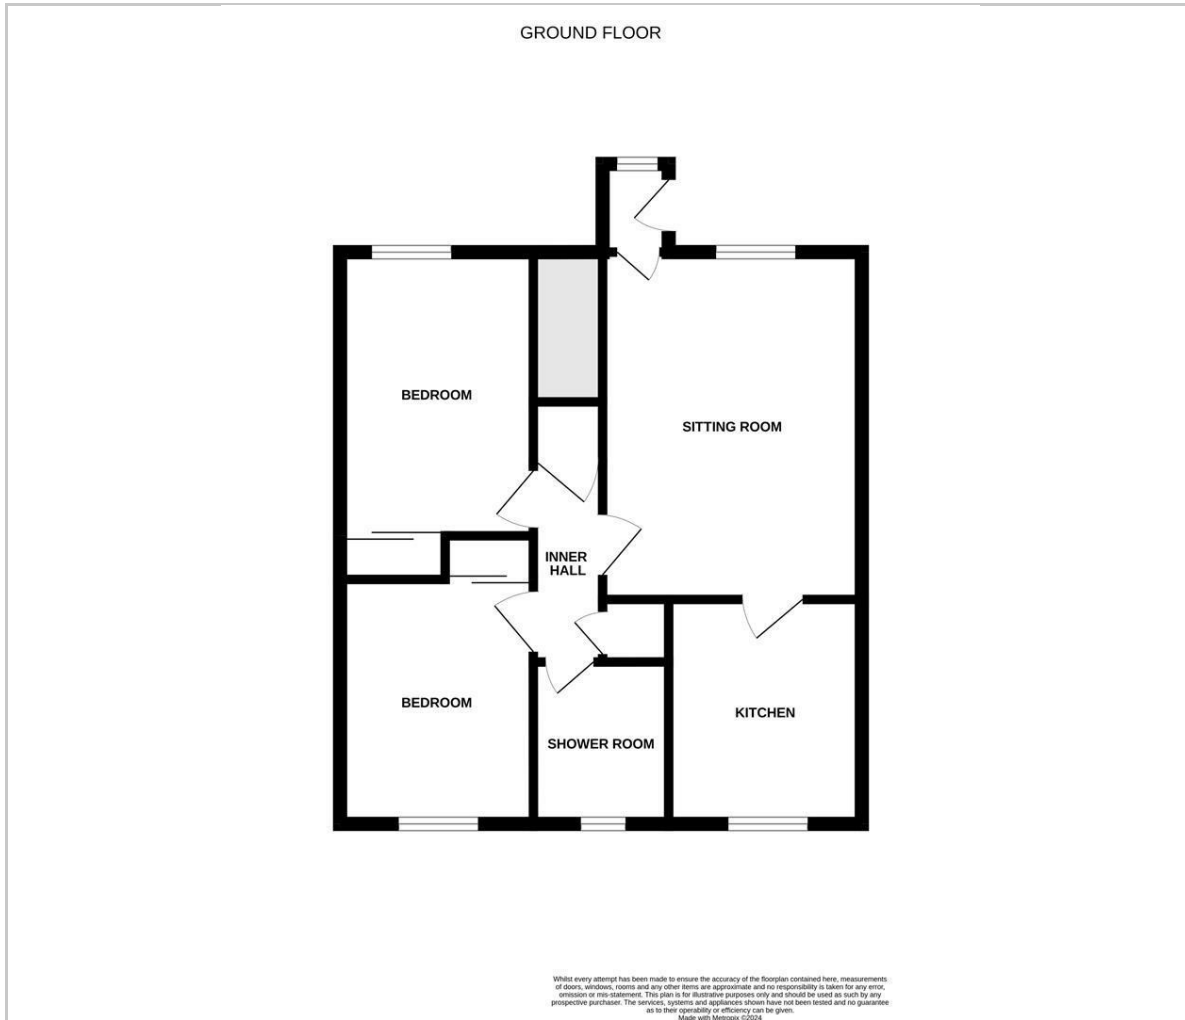 GROUND FLOOR
BEDROOM
SITTING ROOM
INNER
HALL
BEDROOM
KITCHEN
SHOWER ROOM
Whilst every attempt has been made to ensure the accuracy of the floorplan contained here, measurements
of doors, windows, rooms and any other items are approximate and no responsibility is taken for any error,
omission or mis-statement. This plan is for illustrative purposes only and should be used as such by any
prospective purchaser. The services, systems and appliances shown have not been tested and no guarantee
as to their operability or efficiency can be given.
Made with Metropix ©2024